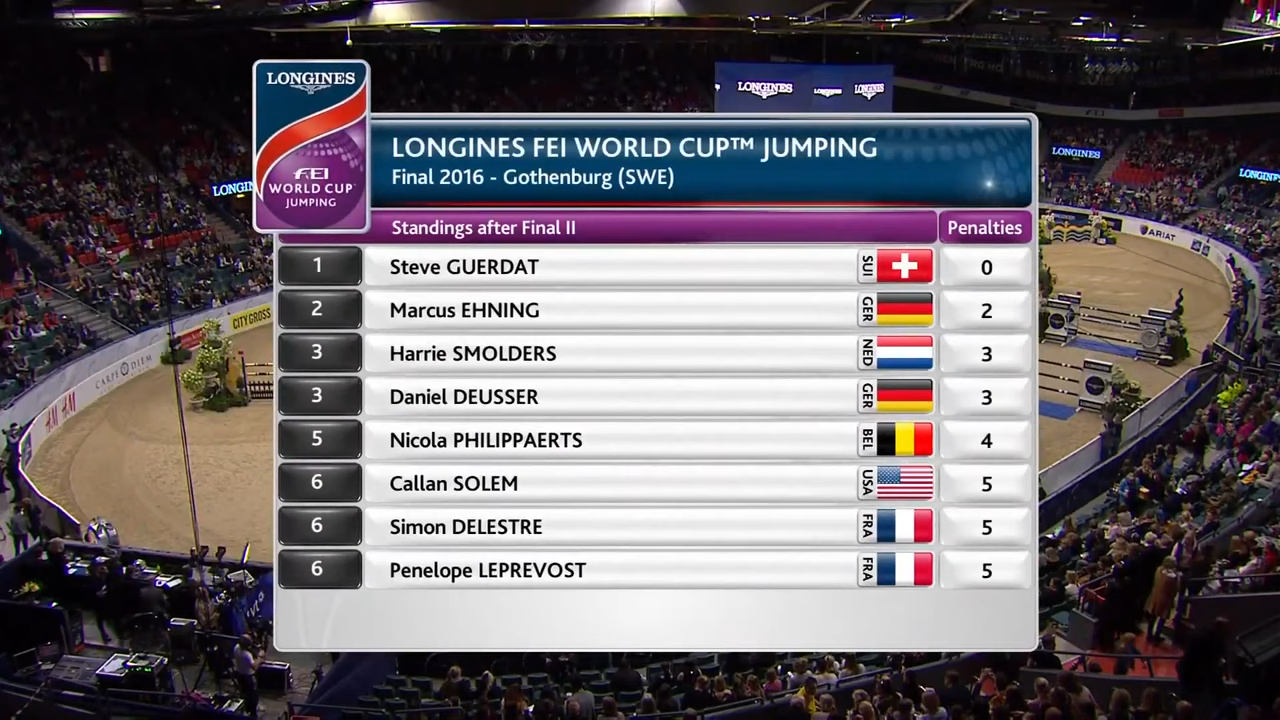 LONGINES
FEI
WORLD CUP
JUMPING
LONGINES FEI WORLD CUP™ JUMPING
Final 2016 - Gothenburg (SWE)
Standings after Final II Penalties
1 Steve GUERDAT SUI 0
2 Marcus EHNING GER 2
3 Harrie SMOLDERS NED 3
3 Daniel DEUSSER GER 3
5 Nicola PHILIPPAERTS BEL 4
6 Callan SOLEM USA 5
6 Simon DELESTRE FRA 5
6 Penelope LEPREVOST FRA 5
LONGINES LONGINES LONGINES
LONGINES
LONGIN
ARIAT
CITY GROSS
CARPE DIEM
H&M H&M